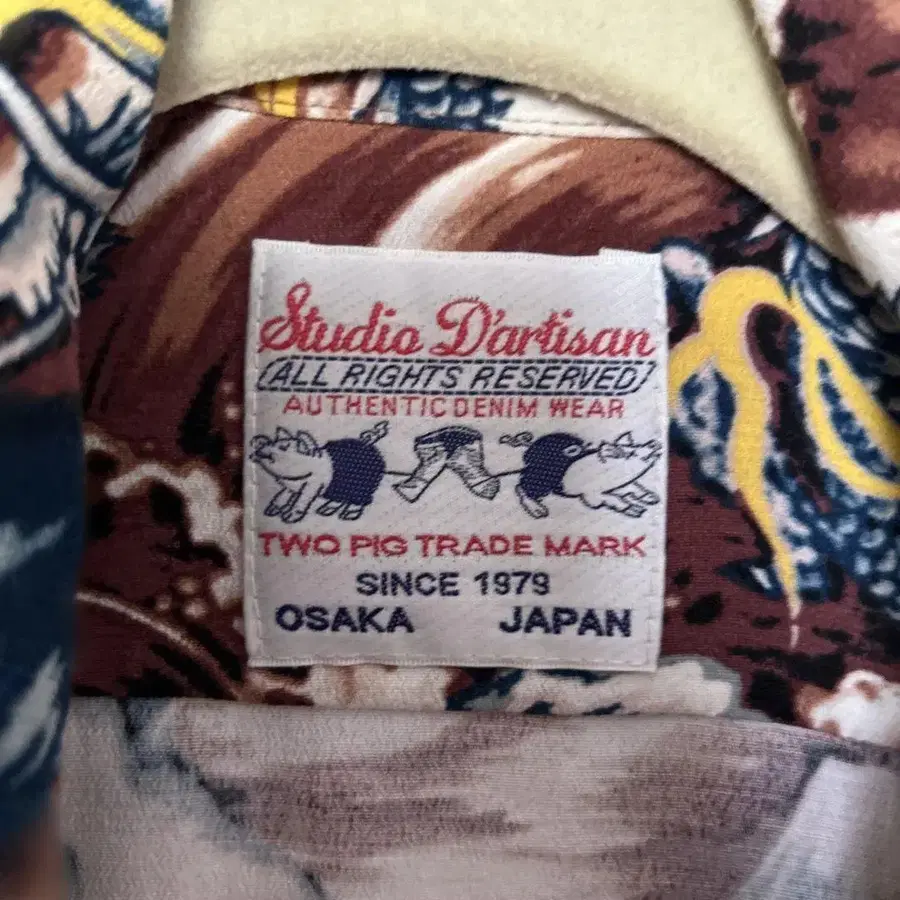 Studio D'artisan
(ALL RIGHTS RESERVED)
AUTHENTIC DENIM WEAR
TWO PIG TRADE MARK
SINCE 1979
OSAKA JAPAN